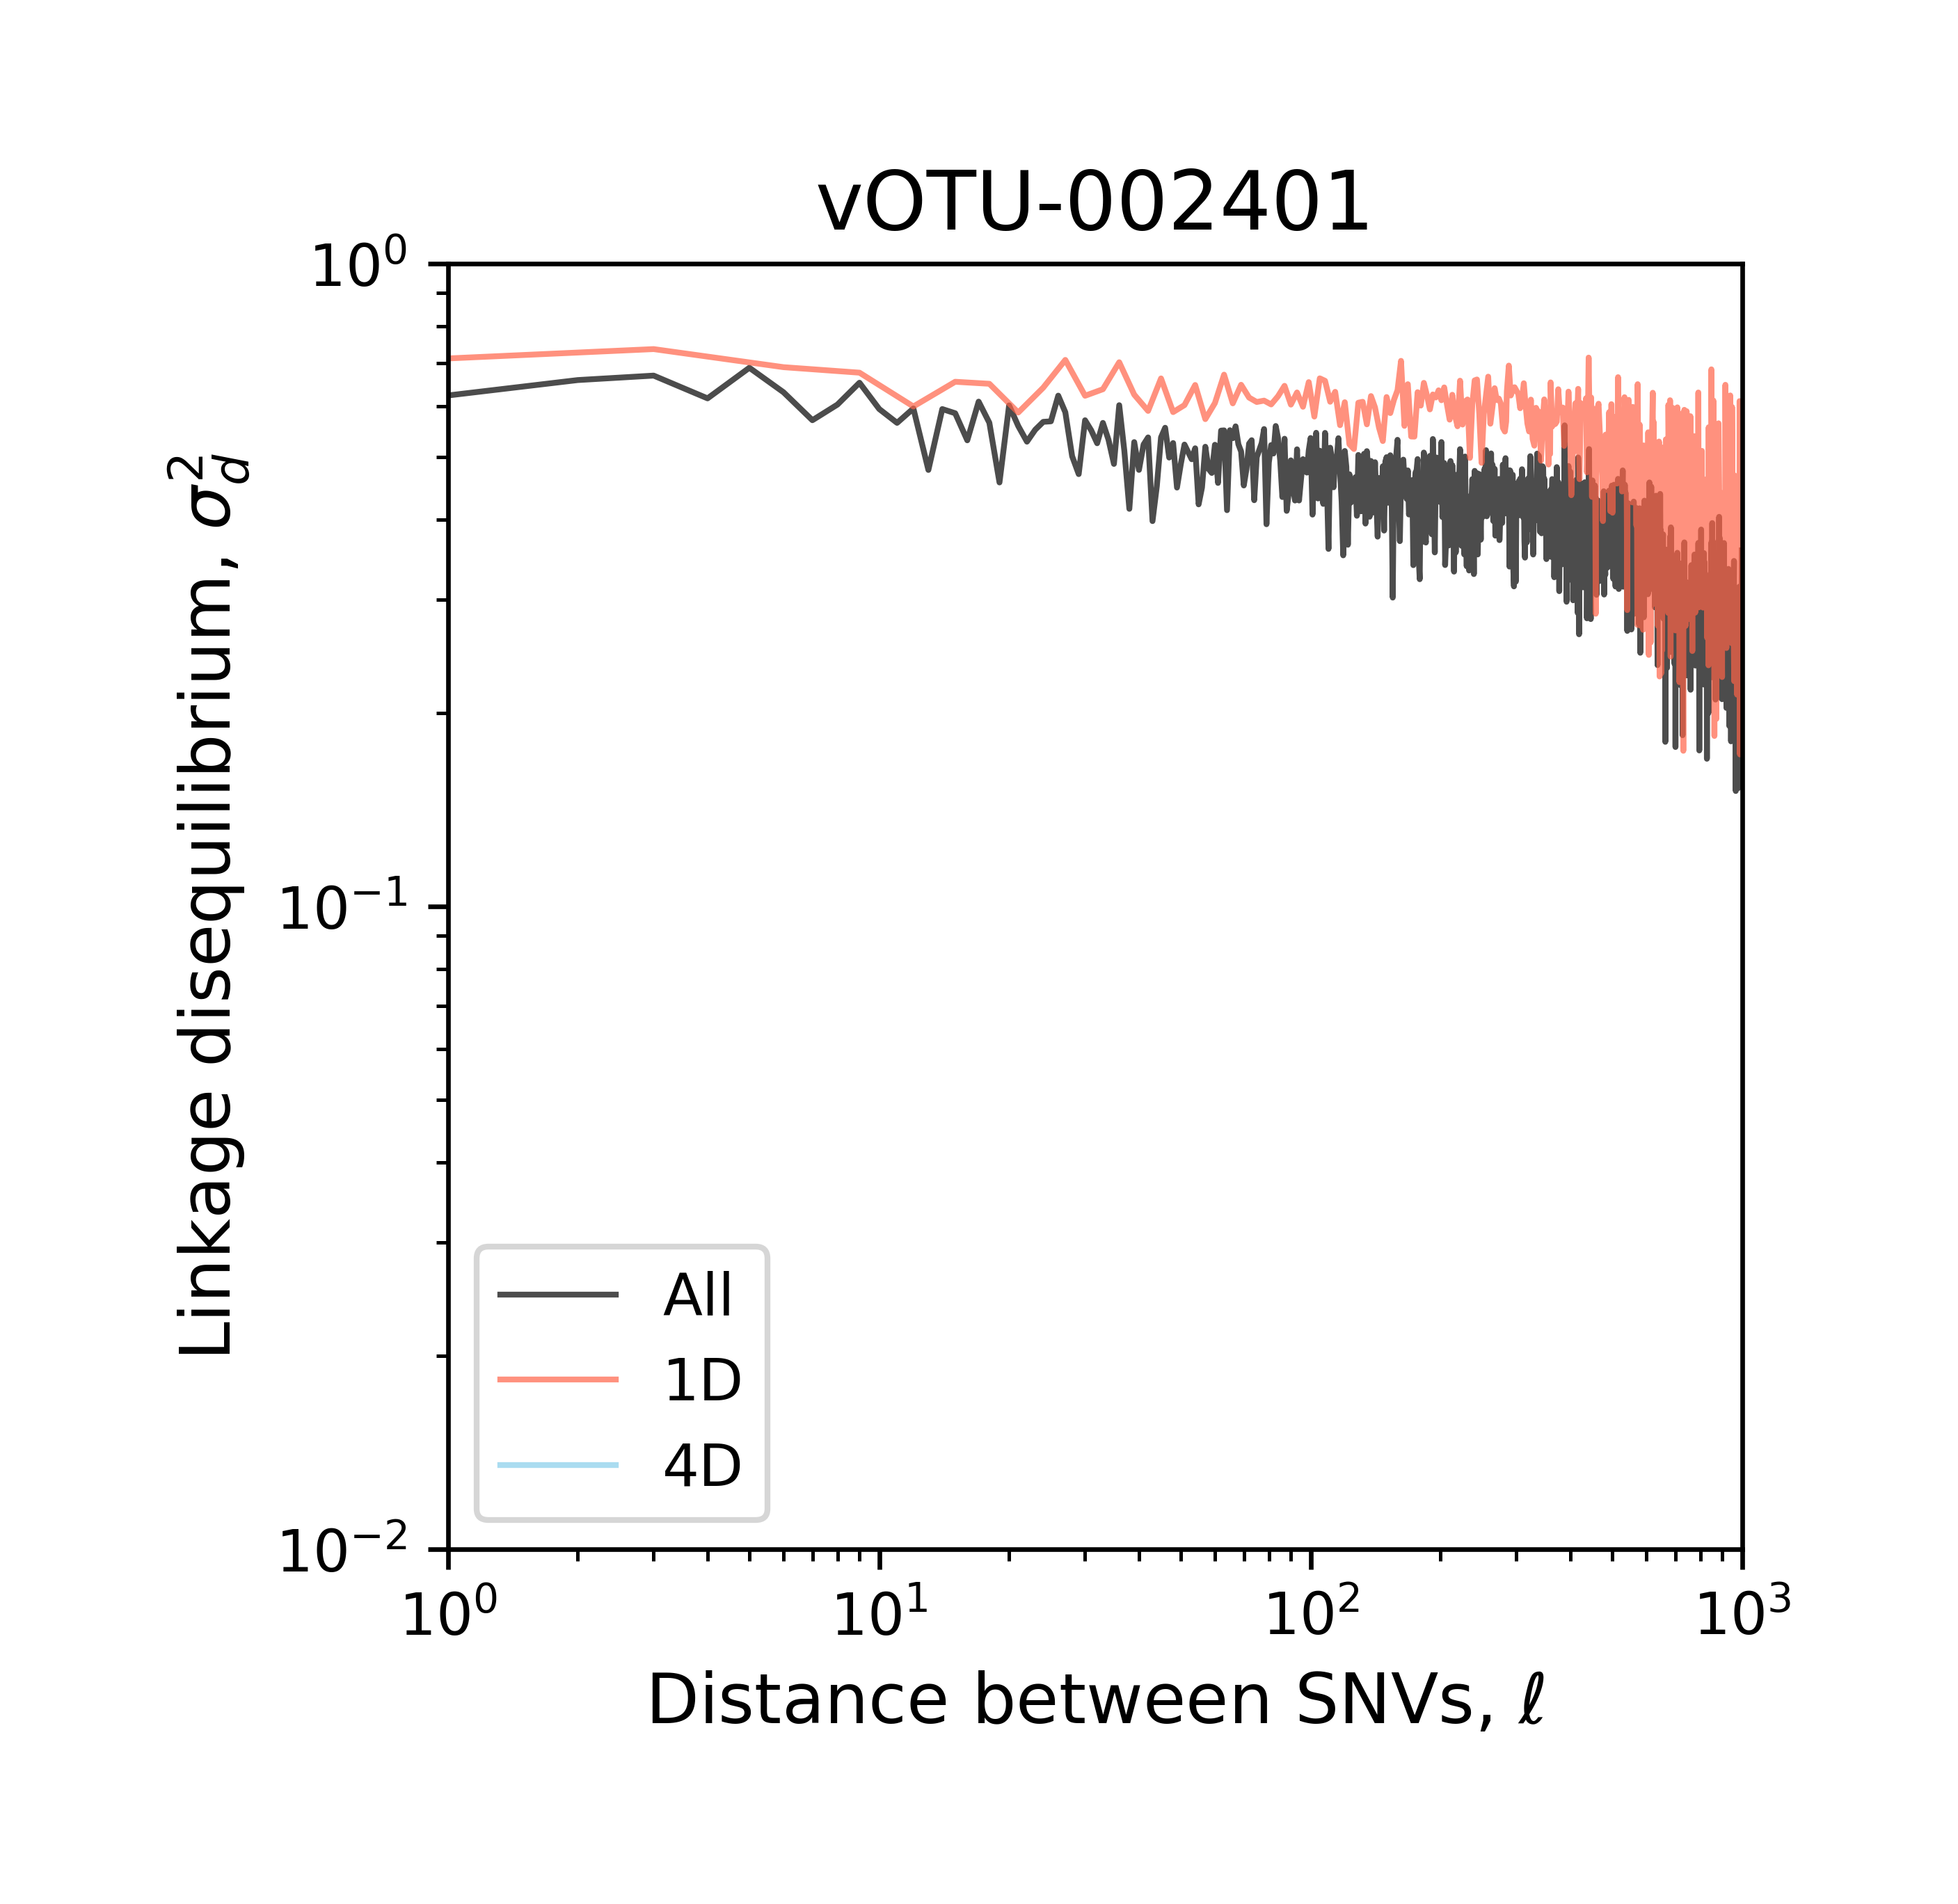 vOTU-002401
10⁰
10⁻¹
10⁻²
Linkage disequilibrium, σ²_d
All
1D
4D
10⁰ 10¹ 10² 10³
Distance between SNVs, ℓ